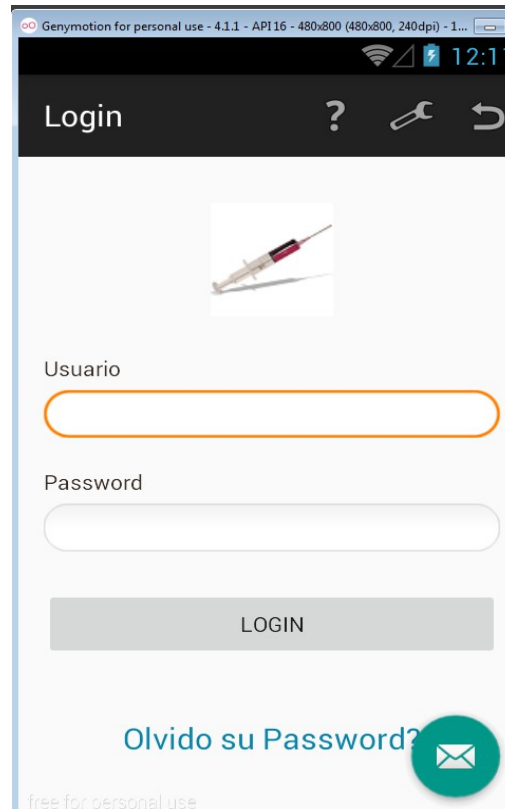 Genymotion for personal use - 4.1.1 - API 16 - 480x800 (480x800, 240dpi) - 1...
12:1
Login
?
Usuario
Password
LOGIN
Olvido su Password?
free for personal use